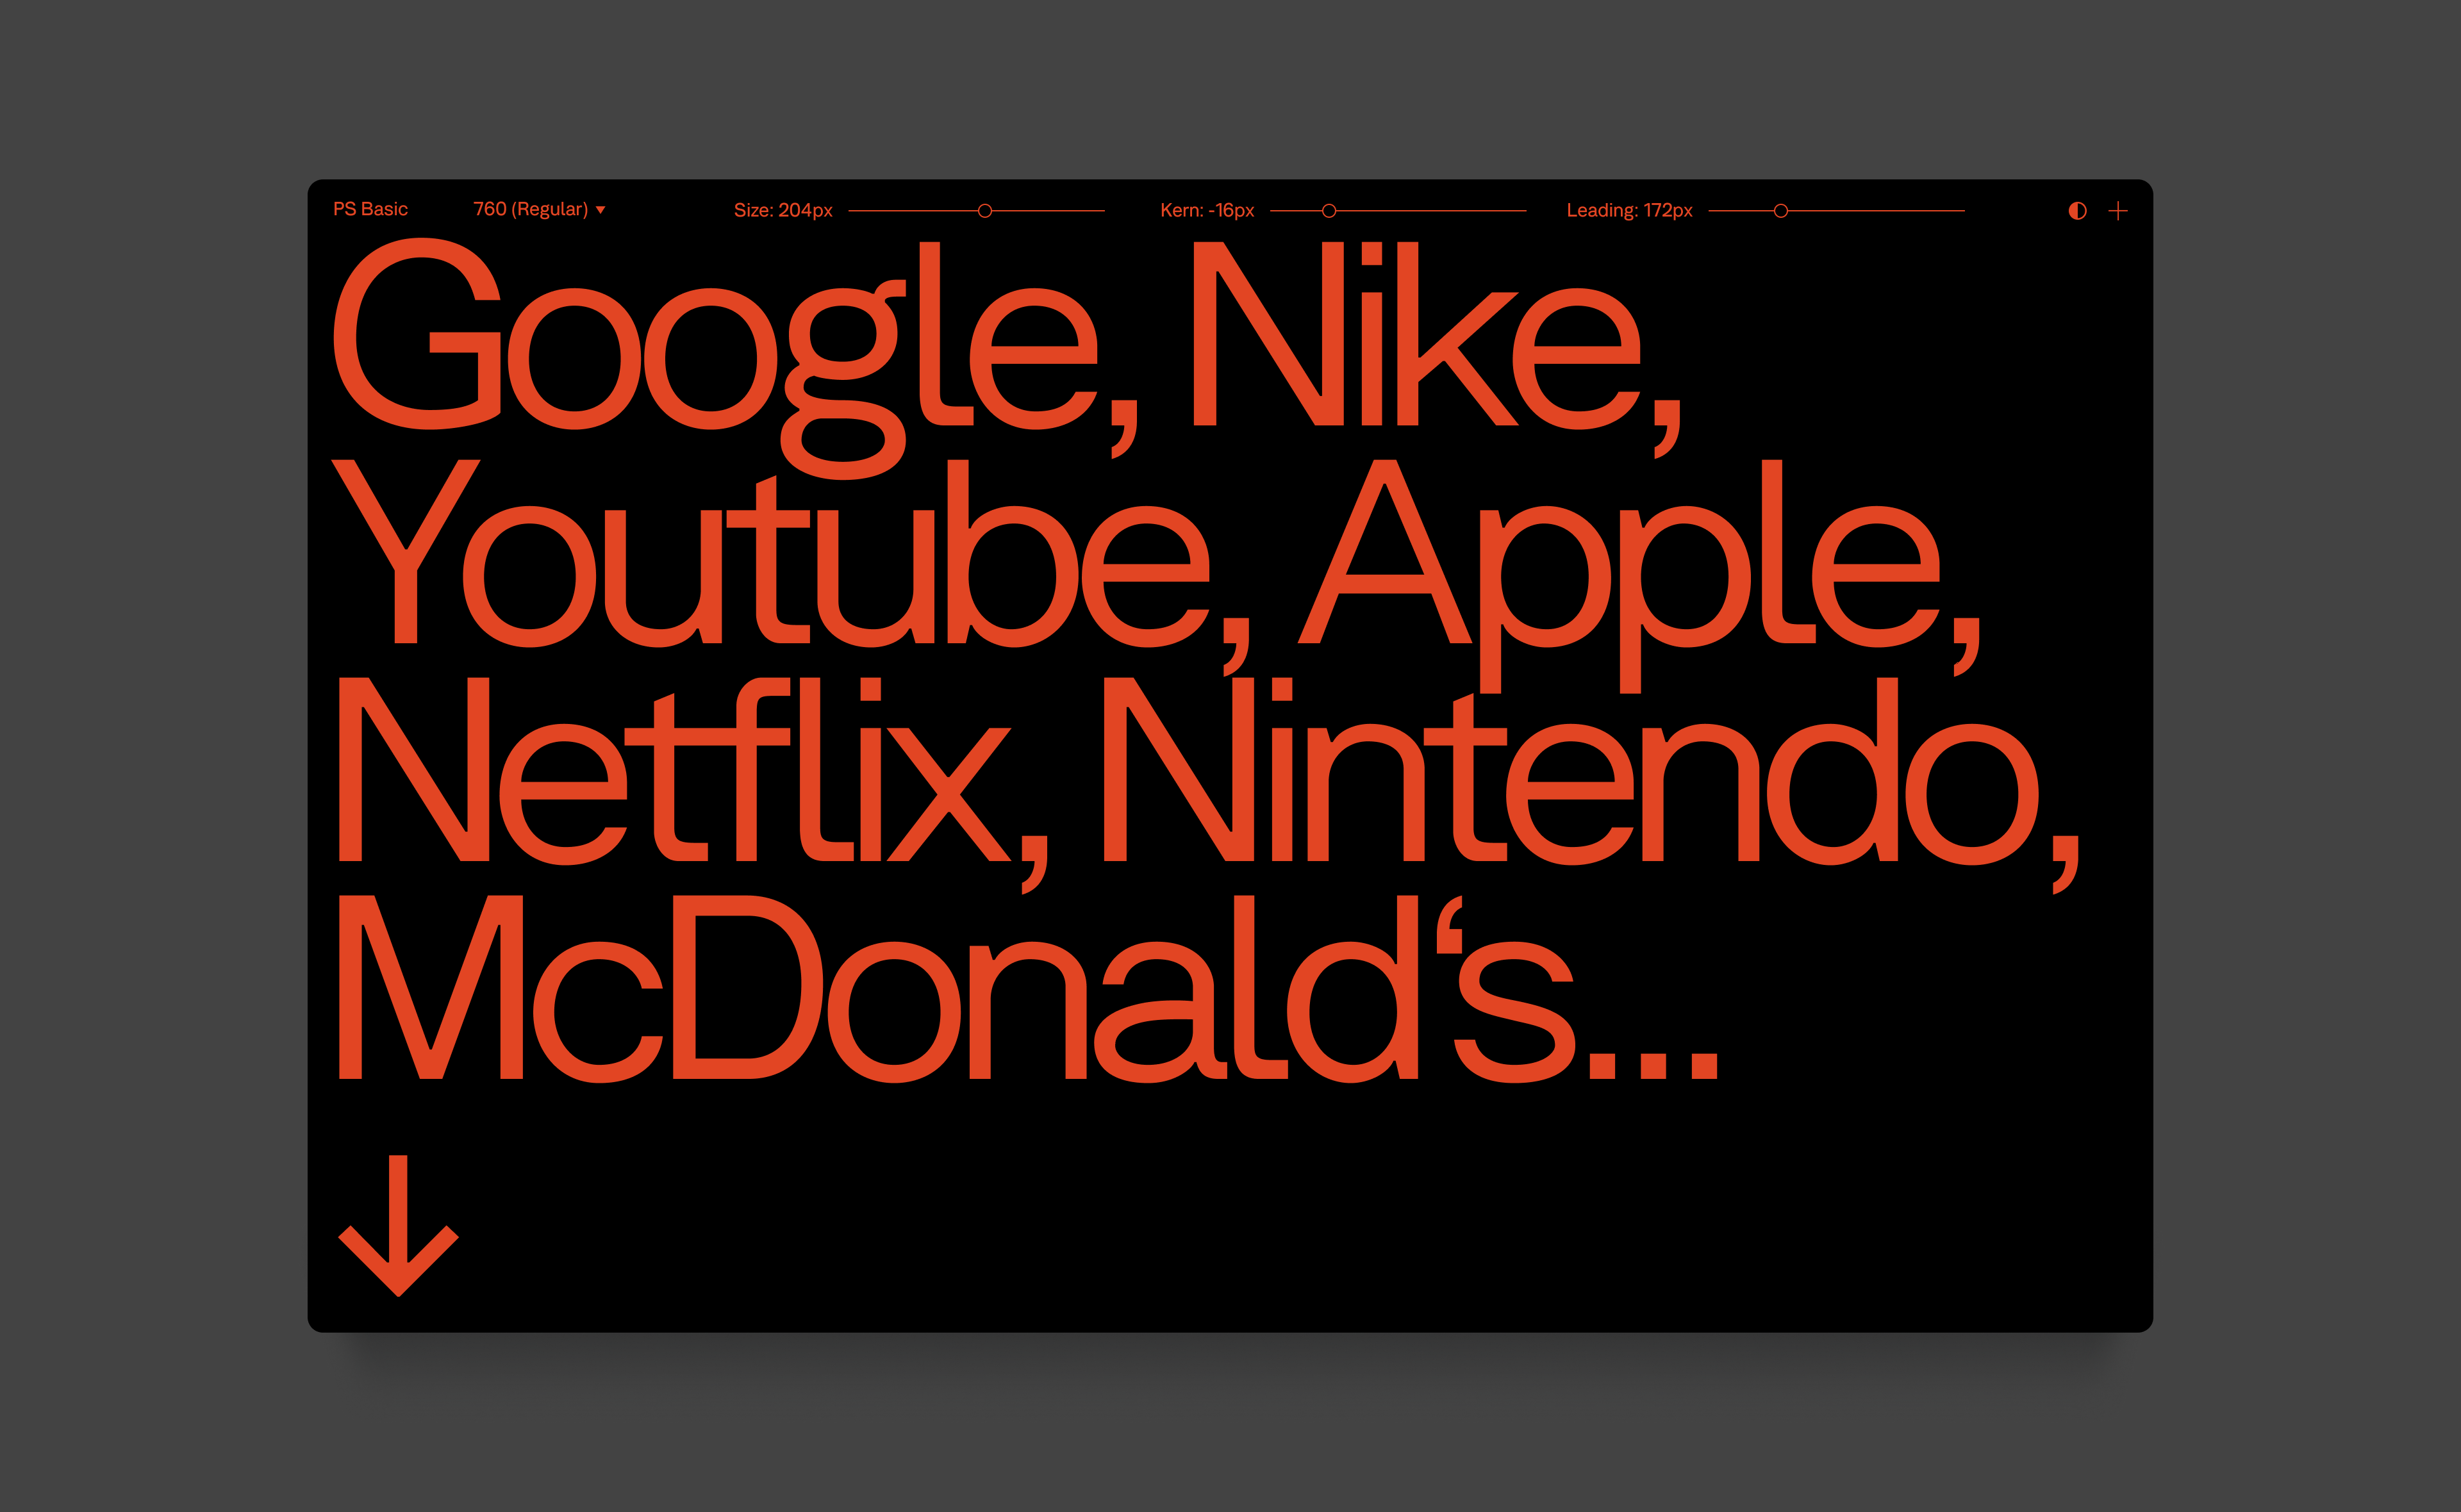 PS Basic 760 (Regular) Size: 204px Kern: -16px Leading: 172px
Google, Nike,
Youtube, Apple,
Netflix, Nintendo,
McDonald‘s...